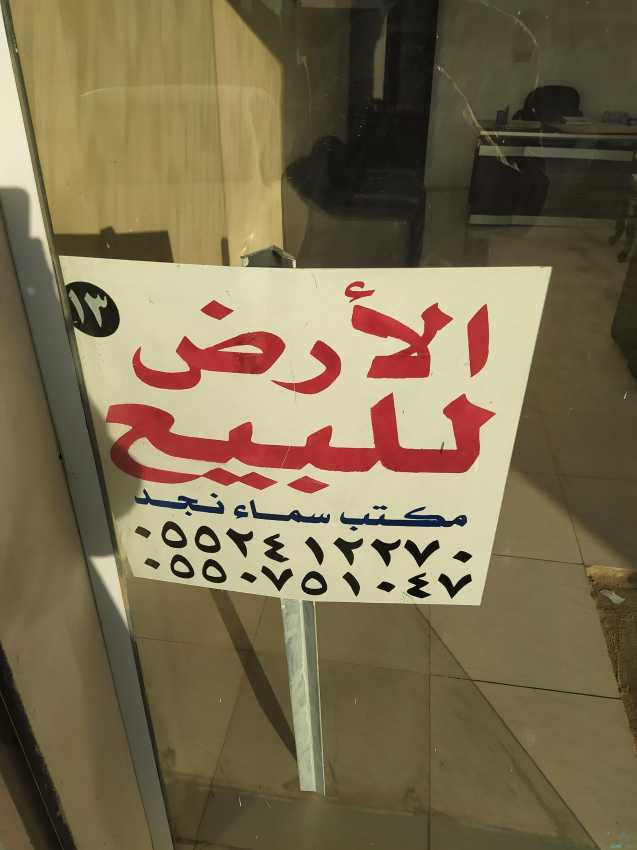 ١٣
الأرض
للبيع
مكتب سماء نجد
٠٥٥٢٤١٢٢٧٠
٠٥٥٠٧٥١٠٤٧